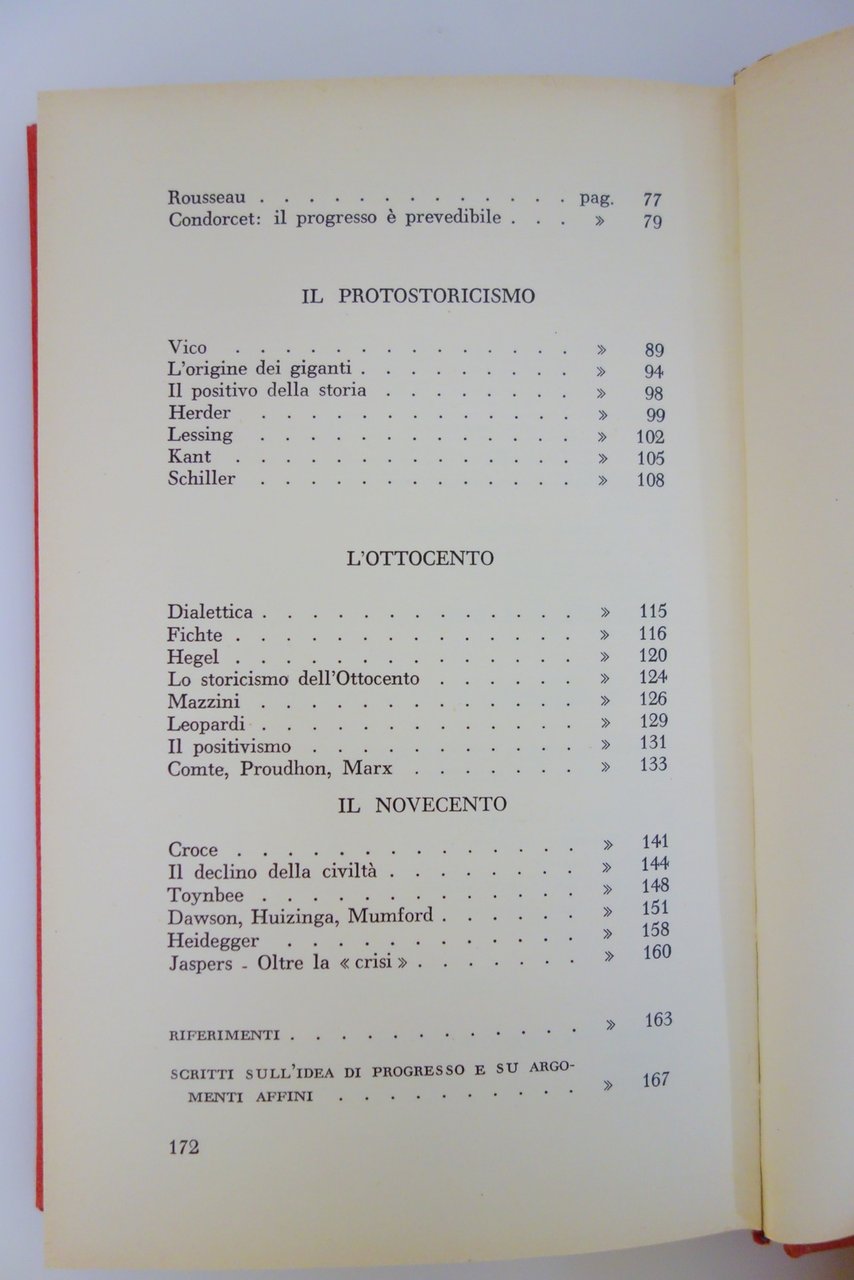 Rousseau . . . . . . . . . . . . . pag. 77
Condorcet: il progresso è prevedibile . . . » 79
IL PROTOSTORICISMO
Vico . . . . . . . . . . . . . . » 89
L'origine dei giganti . . . . . . . . . » 94
Il positivo della storia . . . . . . . . » 98
Herder . . . . . . . . . . . . . » 99
Lessing . . . . . . . . . . . . . » 102
Kant . . . . . . . . . . . . . . » 105
Schiller . . . . . . . . . . . . . » 108
L'OTTOCENTO
Dialettica . . . . . . . . . . . . . » 115
Fichte . . . . . . . . . . . . . . » 116
Hegel . . . . . . . . . . . . . . » 120
Lo storicismo dell'Ottocento . . . . . . » 124
Mazzini . . . . . . . . . . . . . » 126
Leopardi . . . . . . . . . . . . . » 129
Il positivismo . . . . . . . . . . . » 131
Comte, Proudhon, Marx . . . . . . . » 133
IL NOVECENTO
Croce . . . . . . . . . . . . . . » 141
Il declino della civiltà . . . . . . . . » 144
Toynbee . . . . . . . . . . . . . » 148
Dawson, Huizinga, Mumford . . . . . . » 151
Heidegger . . . . . . . . . . . . » 158
Jaspers - Oltre la « crisi » . . . . . . . » 160
RIFERIMENTI . . . . . . . . . . . . » 163
SCRITTI SULL'IDEA DI PROGRESSO E SU ARGO-
MENTI AFFINI . . . . . . . . . . » 167
172